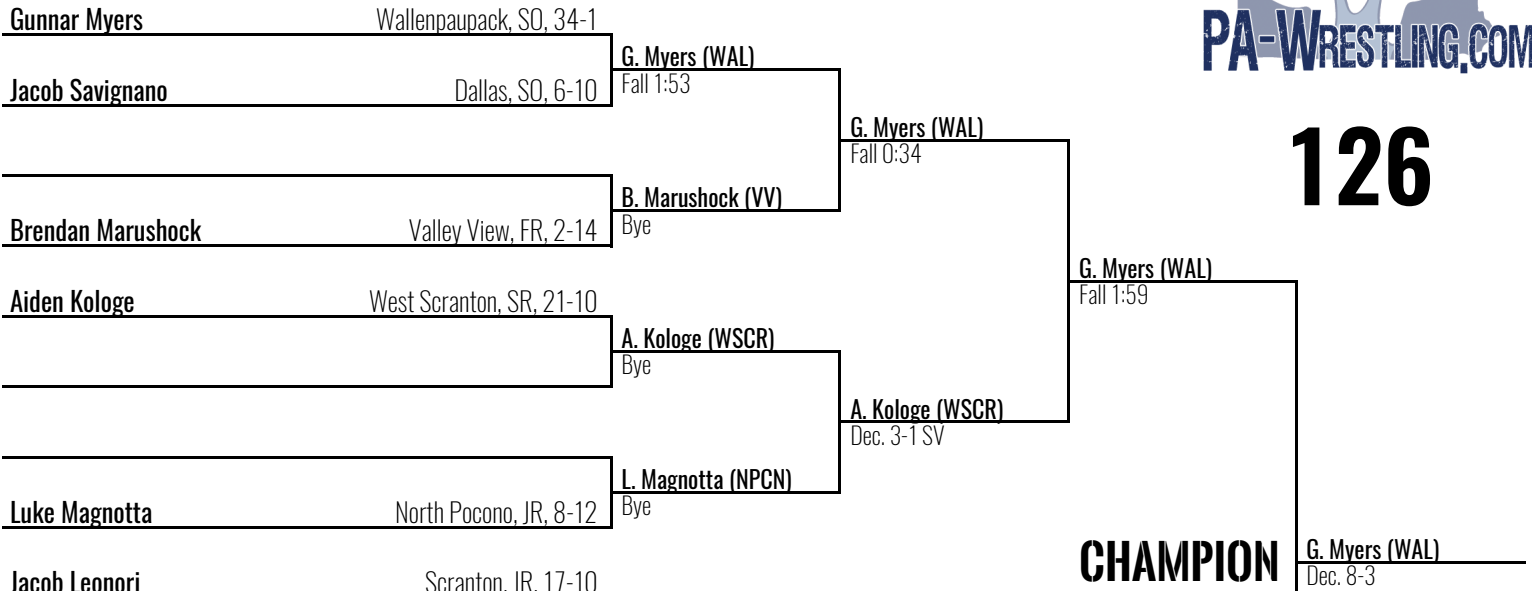 Gunnar Myers Wallenpaupack, SO, 34-1
G. Myers (WAL)
Fall 1:53
Jacob Savignano Dallas, SO, 6-10
G. Myers (WAL)
Fall 0:34
B. Marushock (VV)
Bye
Brendan Marushock Valley View, FR, 2-14
G. Myers (WAL)
Fall 1:59
Aiden Kologe West Scranton, SR, 21-10
A. Kologe (WSCR)
Bye
A. Kologe (WSCR)
Dec. 3-1 SV
L. Magnotta (NPCN)
Bye
Luke Magnotta North Pocono, JR, 8-12
CHAMPION
G. Myers (WAL)
Dec. 8-3
Jacob Leonori Scranton, JR, 17-10
PA-WRESTLING.COM
126